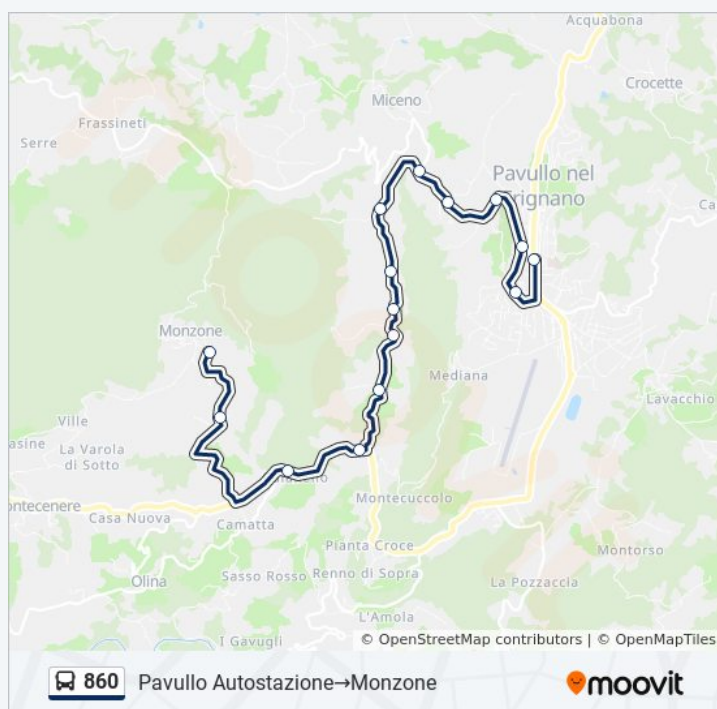 Acquabona
Crocette
Miceno
Frassineti
Serre
Pavullo nel
Frignano
Ca
Monzone
Mediana
Lavacchio
Ville
La Varola
di Sotto
asine
ontecenere
Casa Nuova
Camatta
Montecuccolo
Pianta Croce
Montorso
Olina
Sasso Rosso
Renno di Sopra
La Pozzaccla
L'Amola
I Gavugli
© OpenStreetMap contributors | © OpenMapTiles
860 Pavullo Autostazione→Monzone
moovit